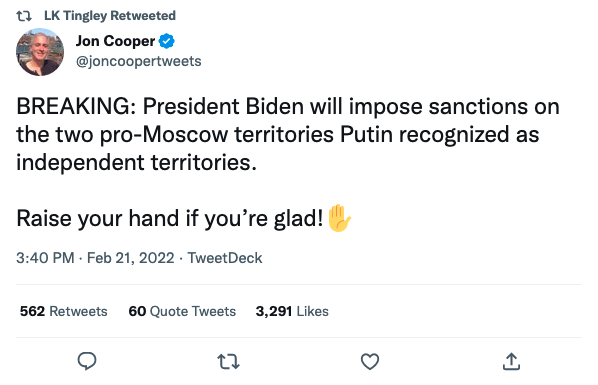 LK Tingley Retweeted
Jon Cooper
@joncoopertweets
BREAKING: President Biden will impose sanctions on
the two pro-Moscow territories Putin recognized as
independent territories.
Raise your hand if you’re glad!✋
3:40 PM · Feb 21, 2022 · TweetDeck
562 Retweets 60 Quote Tweets 3,291 Likes